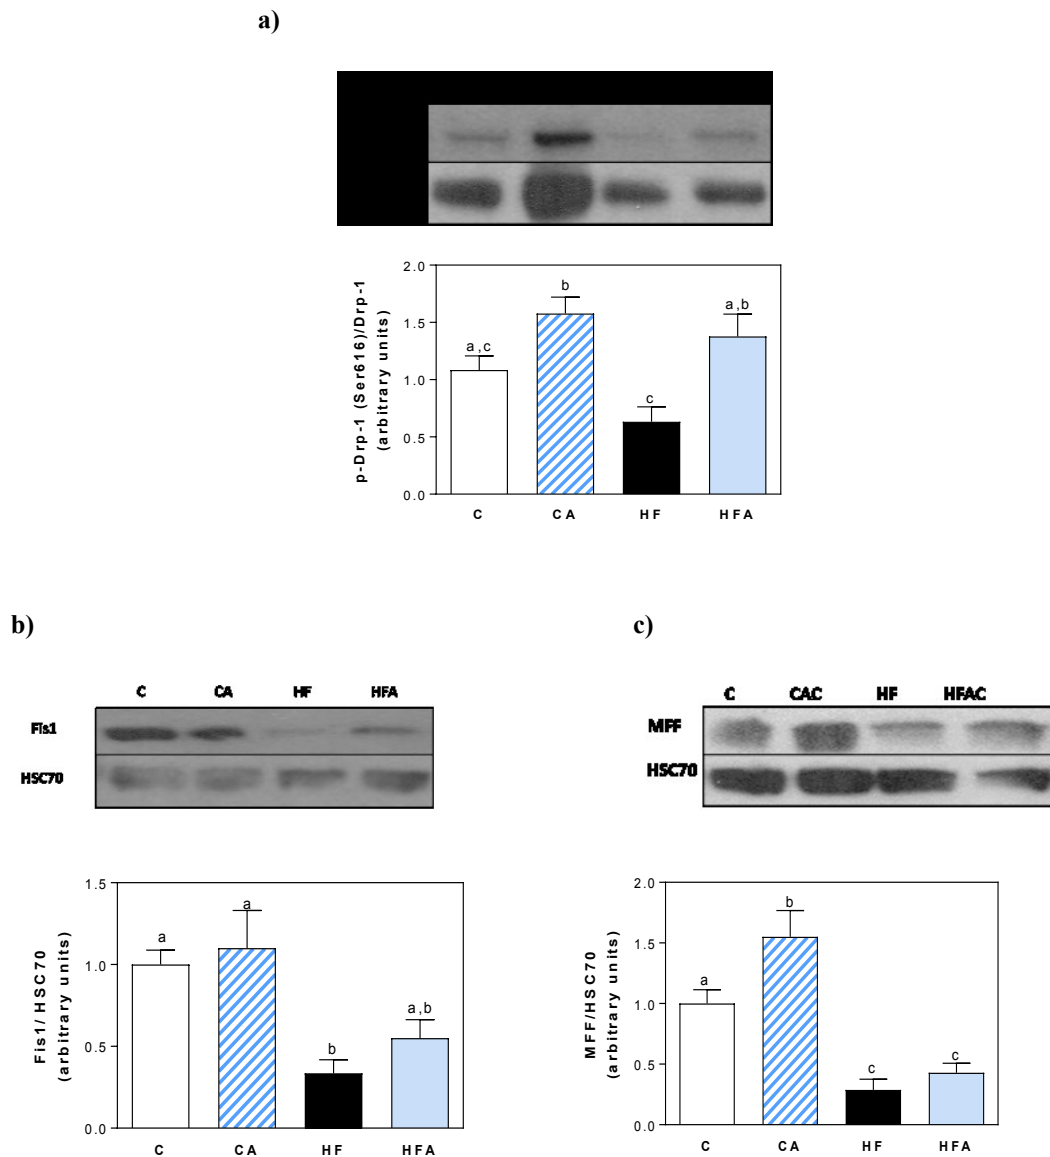 a)
2.0
1.5
1.0
0.5
0.0
p-Drp-1 (Ser616)/Drp-1
(arbitrary units)
a,c
b
c
a,b
C CA HF HFA
b)
C CA HF HFA
Fis1
HSC70
1.5
1.0
0.5
0.0
Fis1/HSC70
(arbitrary units)
a
a
b
a,b
C CA HF HFA
c)
C CAC HF HFAC
MFF
HSC70
2.0
1.5
1.0
0.5
0.0
MFF/HSC70
(arbitrary units)
a
b
c
c
C CA HF HFA